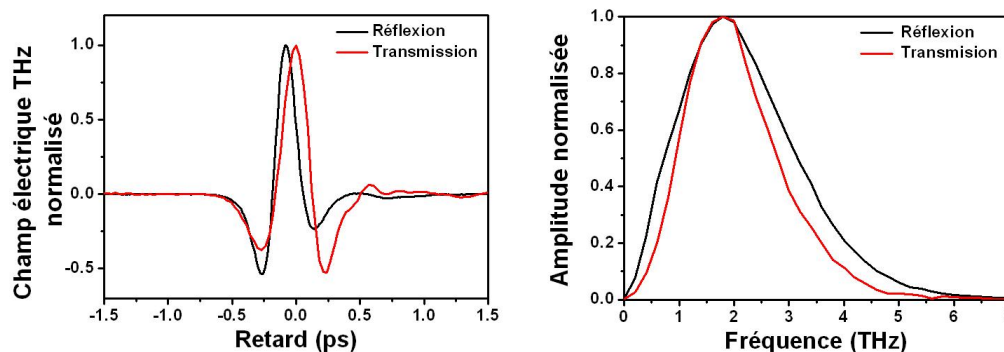 Champ électrique THz
normalisé
1.0
0.5
0.0
-0.5
Réflexion
Transmission
-1.5 -1.0 -0.5 0.0 0.5 1.0 1.5
Retard (ps)
Amplitude normalisée
1.0
0.8
0.6
0.4
0.2
0.0
Réflexion
Transmision
0 1 2 3 4 5 6 7
Fréquence (THz)